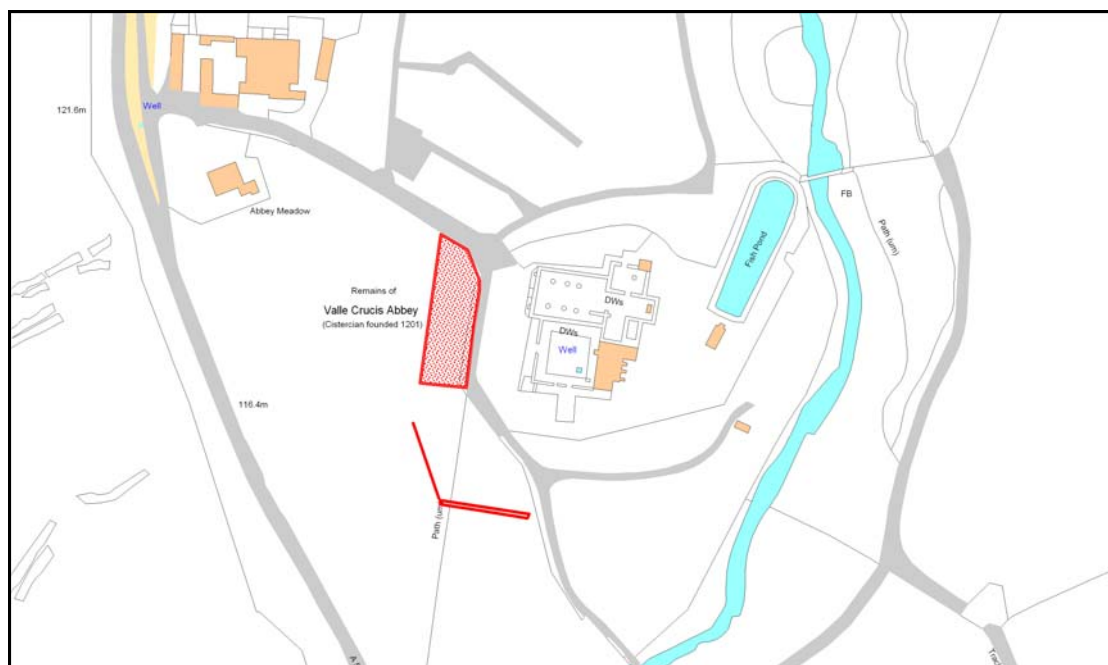 121.6m
Well
Abbey Meadow
Remains of
Valle Crucis Abbey
(Cistercian founded 1201)
DWs
DWs
Well
Fish Pond
FB
Path (um)
116.4m
Path (um)